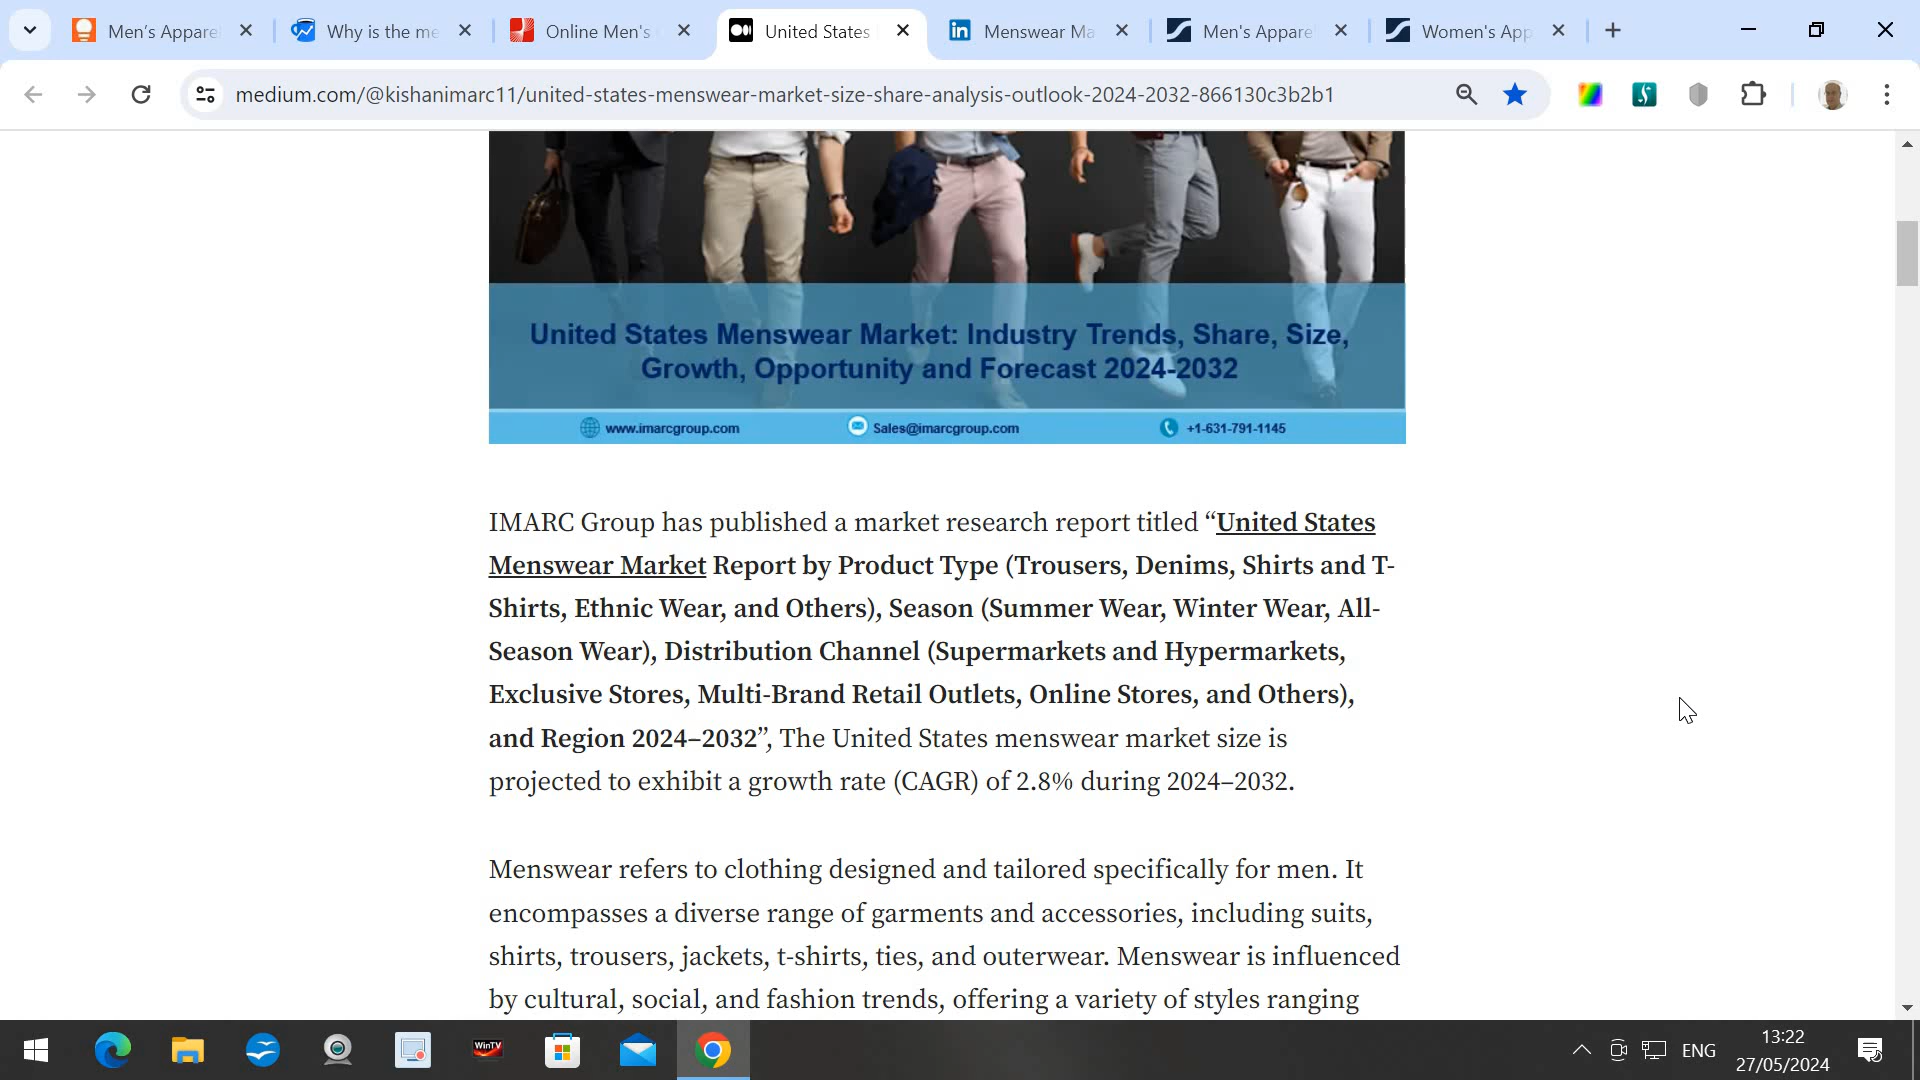 Men's Appare
Why is the me
Online Men's
United States
Menswear Ma
Men's Appare
Women's App
medium.com/@kishanimarc11/united-states-menswear-market-size-share-analysis-outlook-2024-2032-866130c3b2b1
United States Menswear Market: Industry Trends, Share, Size,
Growth, Opportunity and Forecast 2024-2032
www.imarcgroup.com
Sales@imarcgroup.com
+1-631-791-1145
IMARC Group has published a market research report titled “United States
Menswear Market Report by Product Type (Trousers, Denims, Shirts and T-
Shirts, Ethnic Wear, and Others), Season (Summer Wear, Winter Wear, All-
Season Wear), Distribution Channel (Supermarkets and Hypermarkets,
Exclusive Stores, Multi-Brand Retail Outlets, Online Stores, and Others),
and Region 2024–2032”, The United States menswear market size is
projected to exhibit a growth rate (CAGR) of 2.8% during 2024–2032.
Menswear refers to clothing designed and tailored specifically for men. It
encompasses a diverse range of garments and accessories, including suits,
shirts, trousers, jackets, t-shirts, ties, and outerwear. Menswear is influenced
by cultural, social, and fashion trends, offering a variety of styles ranging
WinTV
ENG
13:22
27/05/2024